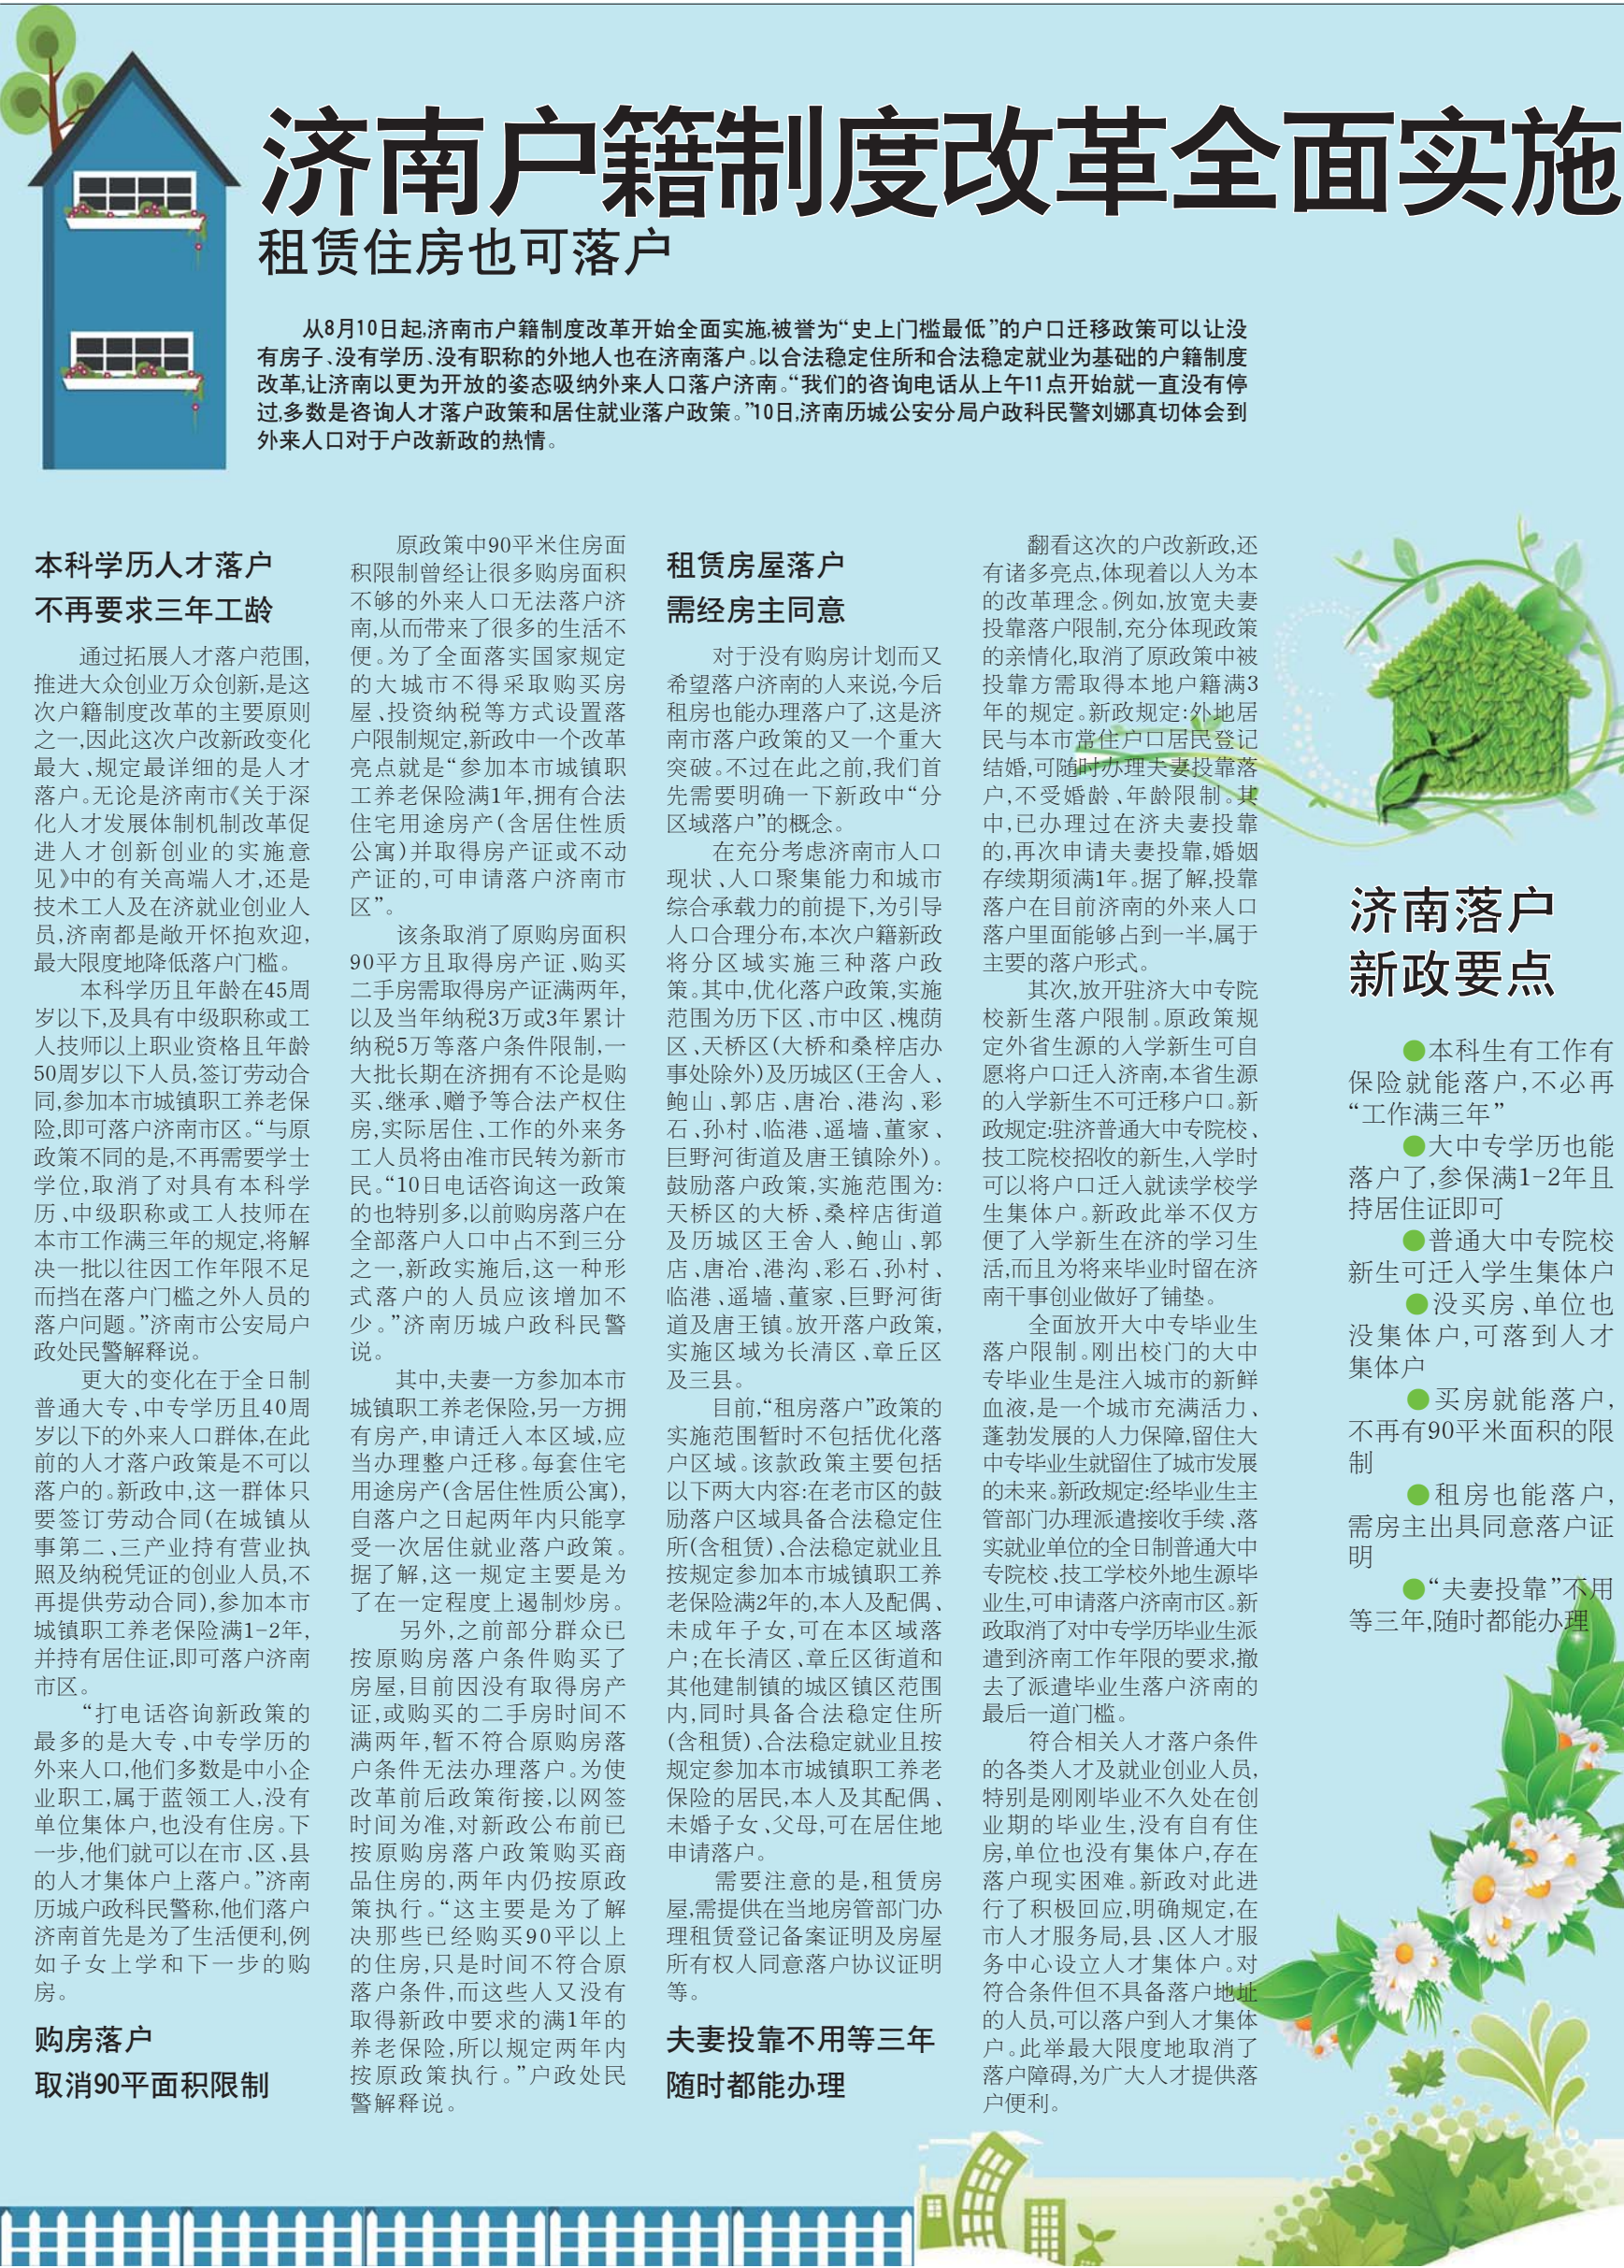 济南户籍制度改革全面实施
租赁住房也可落户
从8月10日起,济南市户籍制度改革开始全面实施,被誉为“史上门槛最低”的户口迁移政策可以让没
有房子、没有学历、没有职称的外地人也在济南落户。以合法稳定住所和合法稳定就业为基础的户籍制度
改革,让济南以更为开放的姿态吸纳外来人口落户济南。“我们的咨询电话从上午11点开始就一直没有停
过,多数是咨询人才落户政策和居住就业落户政策。”10日,济南历城公安分局户政科民警刘娜真切体会到
外来人口对于户改新政的热情。
本科学历人才落户
不再要求三年工龄
通过拓展人才落户范围,
推进大众创业万众创新,是这
次户籍制度改革的主要原则
之一,因此这次户改新政变化
最大、规定最详细的是人才
落户。无论是济南市《关于深
化人才发展体制机制改革促
进人才创新创业的实施意
见》中的有关高端人才,还是
技术工人及在济就业创业人
员,济南都是敞开怀抱欢迎,
最大限度地降低落户门槛。
本科学历且年龄在45周
岁以下,及具有中级职称或工
人技师以上职业资格且年龄
50周岁以下人员,签订劳动合
同,参加本市城镇职工养老保
险,即可落户济南市区。“与原
政策不同的是,不再需要学士
学位,取消了对具有本科学
历、中级职称或工人技师在
本市工作满三年的规定,将解
决一批以往因工作年限不足
而挡在落户门槛之外人员的
落户问题。”济南市公安局户
政处民警解释说。
更大的变化在于全日制
普通大专、中专学历且40周
岁以下的外来人口群体,在此
前的人才落户政策是不可以
落户的。新政中,这一群体只
要签订劳动合同(在城镇从
事第二、三产业持有营业执
照及纳税凭证的创业人员,不
再提供劳动合同),参加本市
城镇职工养老保险满1-2年,
并持有居住证,即可落户济南
市区。
“打电话咨询新政策的
最多的是大专、中专学历的
外来人口,他们多数是中小企
业职工,属于蓝领工人,没有
单位集体户,也没有住房。下
一步,他们就可以在市、区、县
的人才集体户上落户。”济南
历城户政科民警称,他们落户
济南首先是为了生活便利,例
如子女上学和下一步的购
房。
购房落户
取消90平面积限制
原政策中90平米住房面
积限制曾经让很多购房面积
不够的外来人口无法落户济
南,从而带来了很多的生活不
便。为了全面落实国家规定
的大城市不得采取购买房
屋、投资纳税等方式设置落
户限制规定,新政中一个改革
亮点就是“参加本市城镇职
工养老保险满1年,拥有合法
住宅用途房产(含居住性质
公寓)并取得房产证或不动
产证的,可申请落户济南市
区”。
该条取消了原购房面积
90平方且取得房产证、购买
二手房需取得房产证满两年,
以及当年纳税3万或3年累计
纳税5万等落户条件限制,一
大批长期在济拥有不论是购
买、继承、赠予等合法产权住
房,实际居住、工作的外来务
工人员将由准市民转为新市
民。“10日电话咨询这一政策
的也特别多,以前购房落户在
全部落户人口中占不到三分
之一,新政实施后,这一种形
式落户的人员应该增加不
少。”济南历城户政科民警
说。
其中,夫妻一方参加本市
城镇职工养老保险,另一方拥
有房产,申请迁入本区域,应
当办理整户迁移。每套住宅
用途房产(含居住性质公寓),
自落户之日起两年内只能享
受一次居住就业落户政策。
据了解,这一规定主要是为
了在一定程度上遏制炒房。
另外,之前部分群众已
按原购房落户条件购买了
房屋,目前因没有取得房产
证,或购买的二手房时间不
满两年,暂不符合原购房落
户条件无法办理落户。为使
改革前后政策衔接,以网签
时间为准,对新政公布前已
按原购房落户政策购买商
品住房的,两年内仍按原政
策执行。“这主要是为了解
决那些已经购买90平以上
的住房,只是时间不符合原
落户条件,而这些人又没有
取得新政中要求的满1年的
养老保险,所以规定两年内
按原政策执行。”户政处民
警解释说。
租赁房屋落户
需经房主同意
对于没有购房计划而又
希望落户济南的人来说,今后
租房也能办理落户了,这是济
南市落户政策的又一个重大
突破。不过在此之前,我们首
先需要明确一下新政中“分
区域落户”的概念。
在充分考虑济南市人口
现状、人口聚集能力和城市
综合承载力的前提下,为引导
人口合理分布,本次户籍新政
将分区域实施三种落户政
策。其中,优化落户政策,实施
范围为历下区、市中区、槐荫
区、天桥区(大桥和桑梓店办
事处除外)及历城区(王舍人、
鲍山、郭店、唐冶、港沟、彩
石、孙村、临港、遥墙、董家、
巨野河街道及唐王镇除外)。
鼓励落户政策,实施范围为:
天桥区的大桥、桑梓店街道
及历城区王舍人、鲍山、郭
店、唐冶、港沟、彩石、孙村、
临港、遥墙、董家、巨野河街
道及唐王镇。放开落户政策,
实施区域为长清区、章丘区
及三县。
目前,“租房落户”政策的
实施范围暂时不包括优化落
户区域。该款政策主要包括
以下两大内容:在老市区的鼓
励落户区域具备合法稳定住
所(含租赁)、合法稳定就业且
按规定参加本市城镇职工养
老保险满2年的,本人及配偶、
未成年子女,可在本区域落
户;在长清区、章丘区街道和
其他建制镇的城区镇区范围
内,同时具备合法稳定住所
(含租赁)、合法稳定就业且按
规定参加本市城镇职工养老
保险的居民,本人及其配偶、
未婚子女、父母,可在居住地
申请落户。
需要注意的是,租赁房
屋,需提供在当地房管部门办
理租赁登记备案证明及房屋
所有权人同意落户协议证明
等。
夫妻投靠不用等三年
随时都能办理
翻看这次的户改新政,还
有诸多亮点,体现着以人为本
的改革理念。例如,放宽夫妻
投靠落户限制,充分体现政策
的亲情化,取消了原政策中被
投靠方需取得本地户籍满3
年的规定。新政规定:外地居
民与本市常住户口居民登记
结婚,可随时办理夫妻投靠落
户,不受婚龄、年龄限制。其
中,已办理过在济夫妻投靠
的,再次申请夫妻投靠,婚姻
存续期须满1年。据了解,投靠
落户在目前济南的外来人口
落户里面能够占到一半,属于
主要的落户形式。
其次,放开驻济大中专院
校新生落户限制。原政策规
定外省生源的入学新生可自
愿将户口迁入济南,本省生源
的入学新生不可迁移户口。新
政规定:驻济普通大中专院校、
技工院校招收的新生,入学时
可以将户口迁入就读学校学
生集体户。新政此举不仅方
便了入学新生在济的学习生
活,而且为将来毕业时留在济
南干事创业做好了铺垫。
全面放开大中专毕业生
落户限制。刚出校门的大中
专毕业生是注入城市的新鲜
血液,是一个城市充满活力、
蓬勃发展的人力保障,留住大
中专毕业生就留住了城市发展
的未来。新政规定:经毕业生主
管部门办理派遣接收手续、落
实就业单位的全日制普通大中
专院校、技工学校外地生源毕
业生,可申请落户济南市区。新
政取消了对中专学历毕业生派
遣到济南工作年限的要求,撤
去了派遣毕业生落户济南的
最后一道门槛。
符合相关人才落户条件
的各类人才及就业创业人员,
特别是刚刚毕业不久处在创
业期的毕业生,没有自有住
房,单位也没有集体户,存在
落户现实困难。新政对此进
行了积极回应,明确规定,在
市人才服务局,县、区人才服
务中心设立人才集体户。对
符合条件但不具备落户地址
的人员,可以落户到人才集体
户。此举最大限度地取消了
落户障碍,为广大人才提供落
户便利。
济南落户
新政要点
●本科生有工作有
保险就能落户,不必再
“工作满三年”
●大中专学历也能
落户了,参保满1-2年且
持居住证即可
●普通大中专院校
新生可迁入学生集体户
●没买房、单位也
没集体户,可落到人才
集体户
●买房就能落户,
不再有90平米面积的限
制
●租房也能落户,
需房主出具同意落户证
明
●“夫妻投靠”不用
等三年,随时都能办理